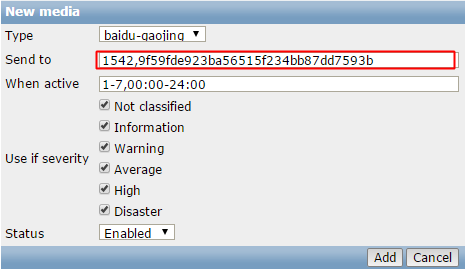 New media
Type baidu-gaojing
Send to 1542,9f59fde923ba56515f234bb87dd7593b
When active 1-7,00:00-24:00
Not classified
Information
Use if severity Warning
Average
High
Disaster
Status Enabled
Add Cancel